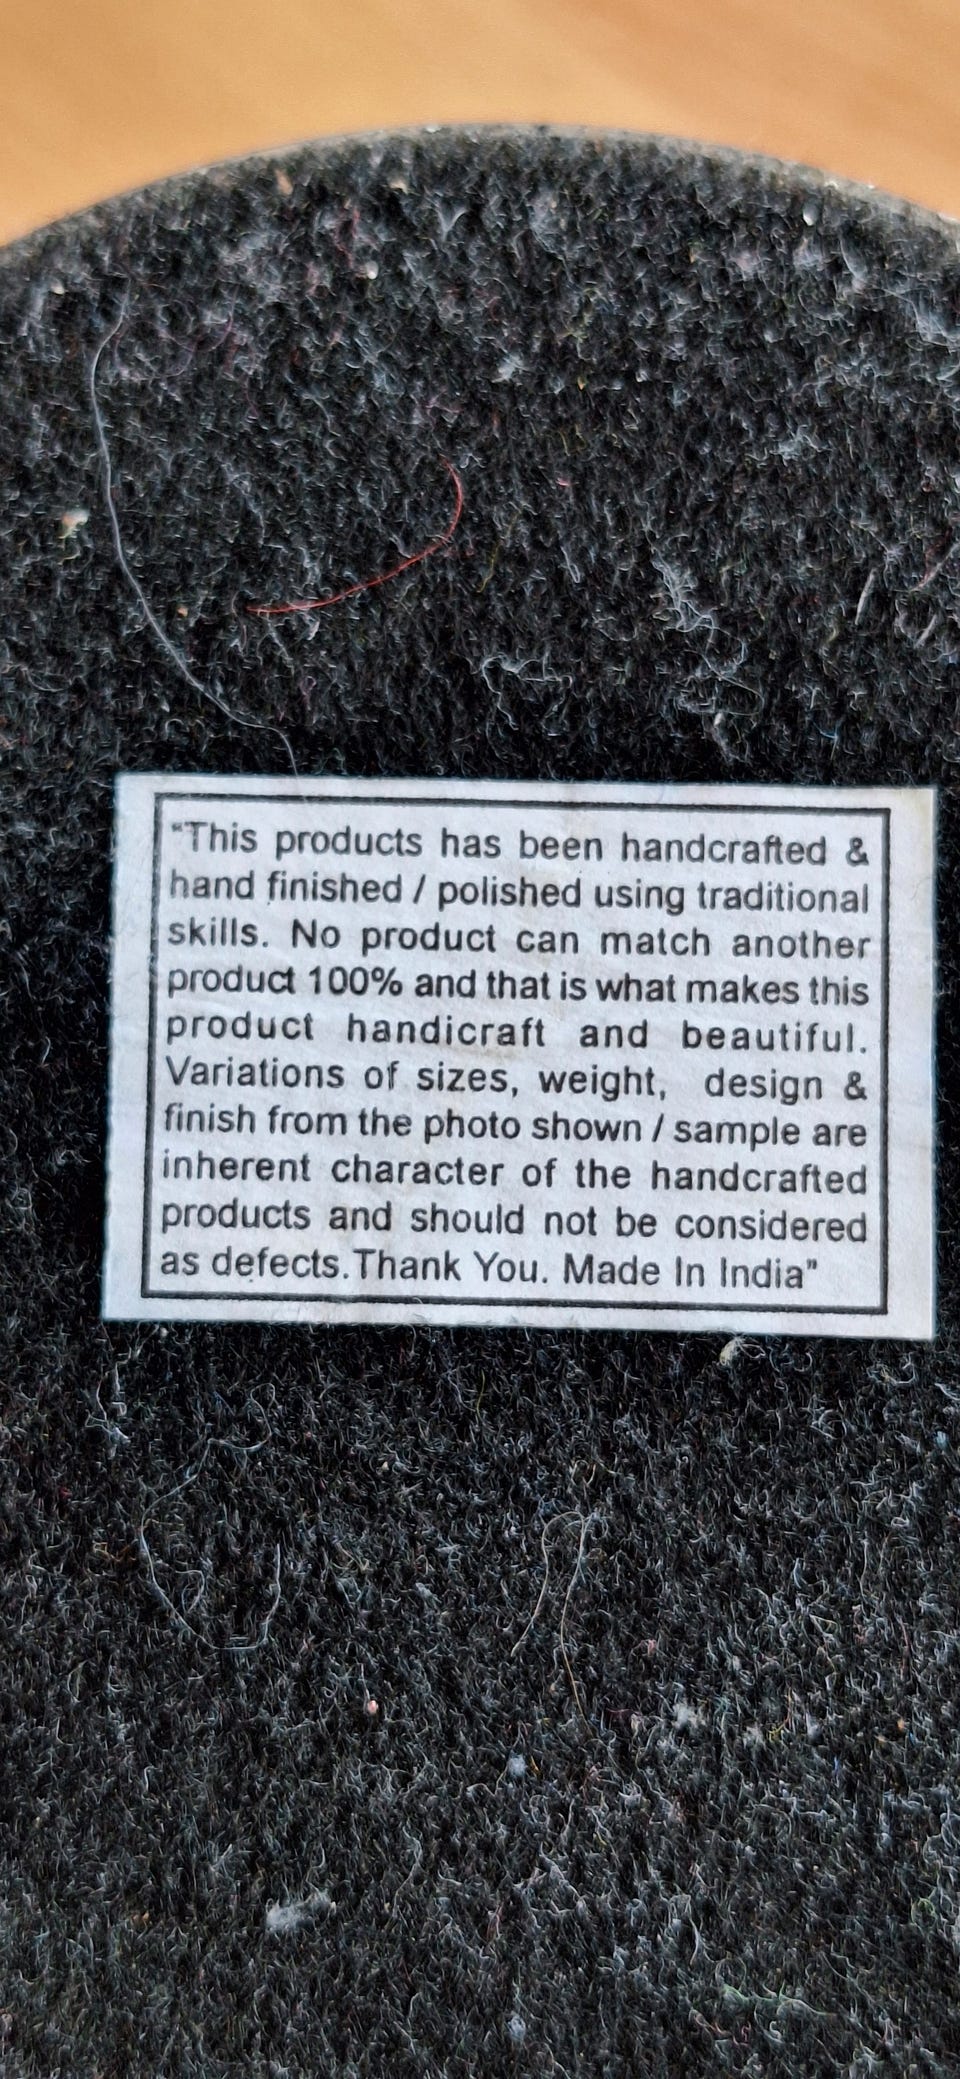 "This products has been handcrafted &
hand finished / polished using traditional
skills. No product can match another
product 100% and that is what makes this
product handicraft and beautiful.
Variations of sizes, weight, design &
finish from the photo shown / sample are
inherent character of the handcrafted
products and should not be considered
as defects. Thank You. Made In India"